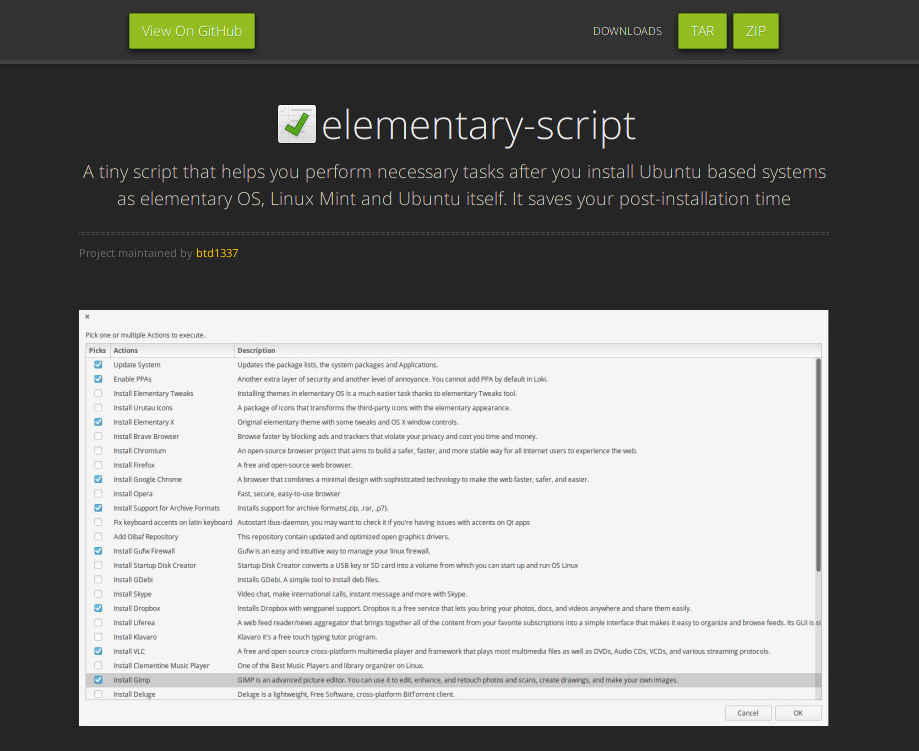 View On GitHub
DOWNLOADS
TAR
ZIP
elementary-script
A tiny script that helps you perform necessary tasks after you install Ubuntu based systems
as elementary OS, Linux Mint and Ubuntu itself. It saves your post-installation time
Project maintained by btd1337
Pick one or multiple Actions to execute.
Picks Actions Description
Update System Updates the package lists, the system packages and Applications.
Enable PPAs Another extra layer of security and another level of annoyance. You cannot add PPA by default in Loki.
Install Elementary Tweaks Installing themes in elementary OS is a much easier task thanks to elementary Tweaks tool.
Install Urutau Icons A package of icons that transforms the third-party icons with the elementary appearance.
Install Elementary X Original elementary theme with some tweaks and OS X window controls.
Install Brave Browser Browse faster by blocking ads and trackers that violate your privacy and cost you time and money.
Install Chromium An open-source browser project that aims to build a safer, faster, and more stable way for all Internet users to experience the web.
Install Firefox A free and open-source web browser.
Install Google Chrome A browser that combines a minimal design with sophisticated technology to make the web faster, safer, and easier.
Install Opera Fast, secure, easy-to-use browser
Install Support for Archive Formats Installs support for archive formats(.zip, .rar, .p7).
Fix keyboard accents on latin keyboard Autostart ibus-daemon, you may want to check it if you're having issues with accents on Qt apps
Add Oibaf Repository This repository contain updated and optimized open graphics drivers.
Install Gufw Firewall Gufw is an easy and intuitive way to manage your linux firewall.
Install Startup Disk Creator Startup Disk Creator converts a USB key or SD card into a volume from which you can start up and run OS Linux
Install GDebi Installs GDebi. A simple tool to install deb files.
Install Skype Video chat, make international calls, instant message and more with Skype.
Install Dropbox Installs Dropbox with wingpanel support. Dropbox is a free service that lets you bring your photos, docs, and videos anywhere and share them easily.
Install Liferea A web feed reader/news aggregator that brings together all of the content from your favorite subscriptions into a simple interface that makes it easy to organize and browse feeds. Its GUI is si
Install Klavaro Klavaro it's a free touch typing tutor program.
Install VLC A free and open source cross-platform multimedia player and framework that plays most multimedia files as well as DVDs, Audio CDs, VCDs, and various streaming protocols.
Install Clementine Music Player One of the Best Music Players and library organizer on Linux.
Install Gimp GIMP is an advanced picture editor. You can use it to edit, enhance, and retouch photos and scans, create drawings, and make your own images.
Install Deluge Deluge is a lightweight, Free Software, cross-platform BitTorrent client.
Cancel OK